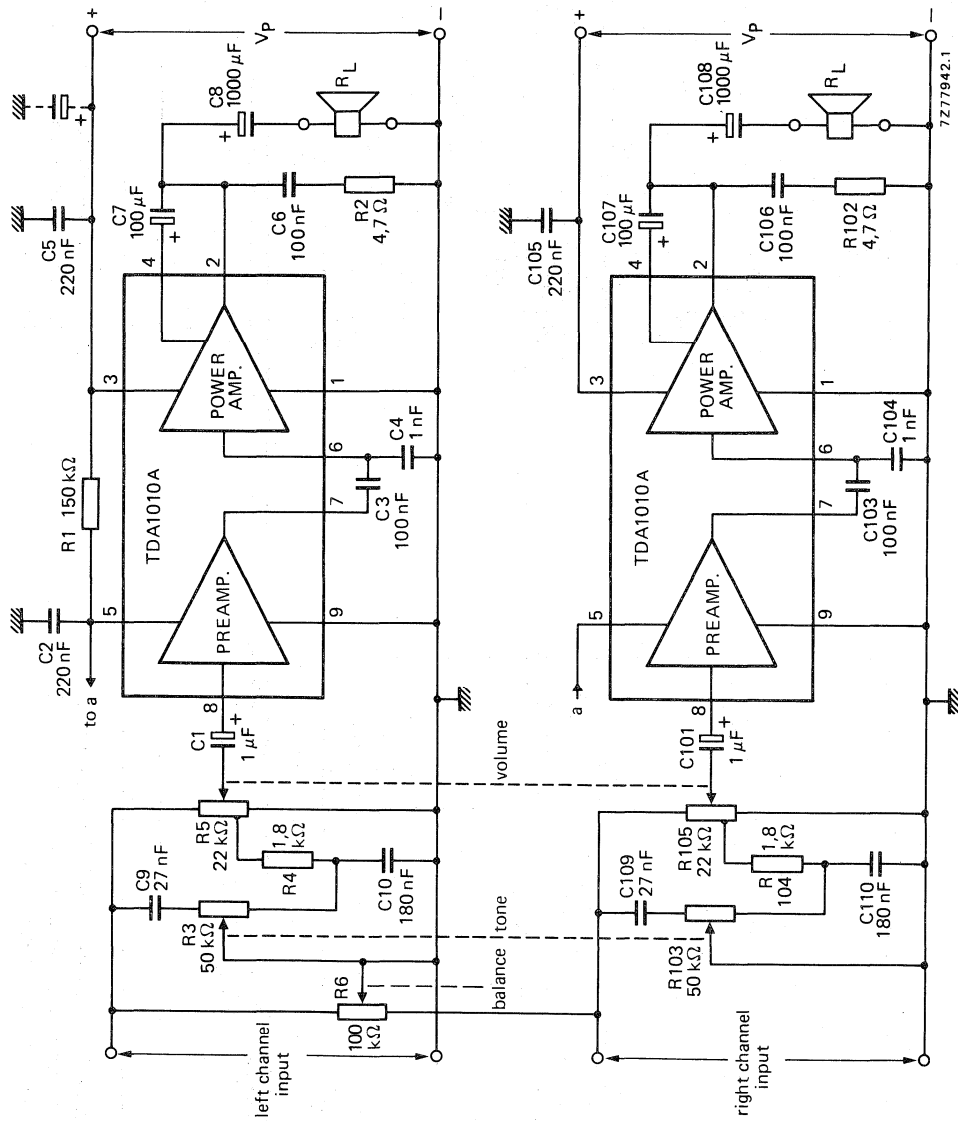 +
C5
220 nF
C2
220 nF
R1 150 kΩ
to a
+
VP
−
5
3
TDA1010A
PREAMP.
POWER
AMP.
8
9
7
6
1
4
2
C1
1 µF
+
C3
100 nF
C4
1 nF
C7
100 µF
+
C6
100 nF
R2
4,7 Ω
C8
1000 µF
+
RL
C9
27 nF
R3
50 kΩ
R5
22 kΩ
1,8
kΩ
R4
C10
180 nF
R6
100
kΩ
left channel
input
balance
tone
volume
a
5
3
TDA1010A
PREAMP.
POWER
AMP.
8
9
7
6
1
4
2
C101
1 µF
+
C103
100 nF
C104
1 nF
C105
220 nF
C107
100 µF
+
C106
100 nF
R102
4,7 Ω
C108
1000 µF
+
RL
+
VP
−
C109
27 nF
R103
50 kΩ
R105
22 kΩ
1,8
kΩ
R
104
C110
180 nF
right channel
input
7Z77942.1